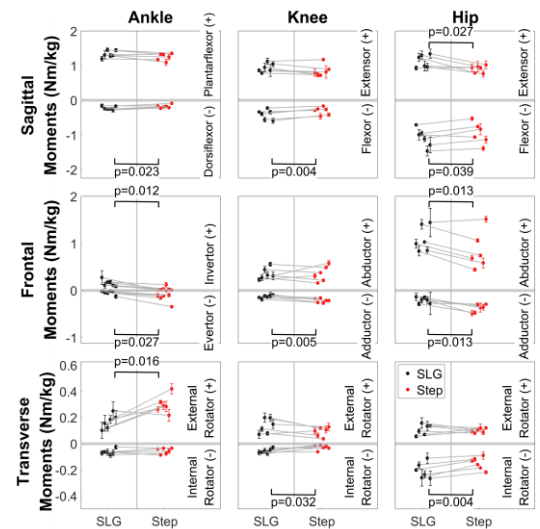 Ankle
Knee
Hip
Sagittal
Moments (Nm/kg)
2
1
0
-1
-2
Plantarflexor (+)
Dorsiflexor (-)
p=0.023
Extensor (+)
Flexor (-)
p=0.004
p=0.027
Extensor (+)
Flexor (-)
p=0.039
Frontal
Moments (Nm/kg)
2
1
0
-1
p=0.012
Invertor (+)
Evertor (-)
p=0.027
Abductor (+)
Adductor (-)
p=0.005
p=0.013
Abductor (+)
Adductor (-)
p=0.013
Transverse
Moments (Nm/kg)
0.6
0.4
0.2
0
-0.2
-0.4
p=0.016
External
Rotator (+)
Internal
Rotator (-)
External
Rotator (+)
Internal
Rotator (-)
p=0.032
SLG
Step
External
Rotator (+)
Internal
Rotator (-)
p=0.004
SLG Step
SLG Step
SLG Step